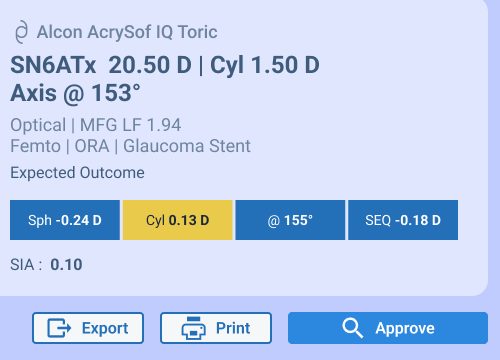 Alcon AcrySof IQ Toric
SN6ATx 20.50 D | Cyl 1.50 D
Axis @ 153°
Optical | MFG LF 1.94
Femto | ORA | Glaucoma Stent
Expected Outcome
Sph -0.24 D Cyl 0.13 D @ 155° SEQ -0.18 D
SIA : 0.10
Export Print Approve